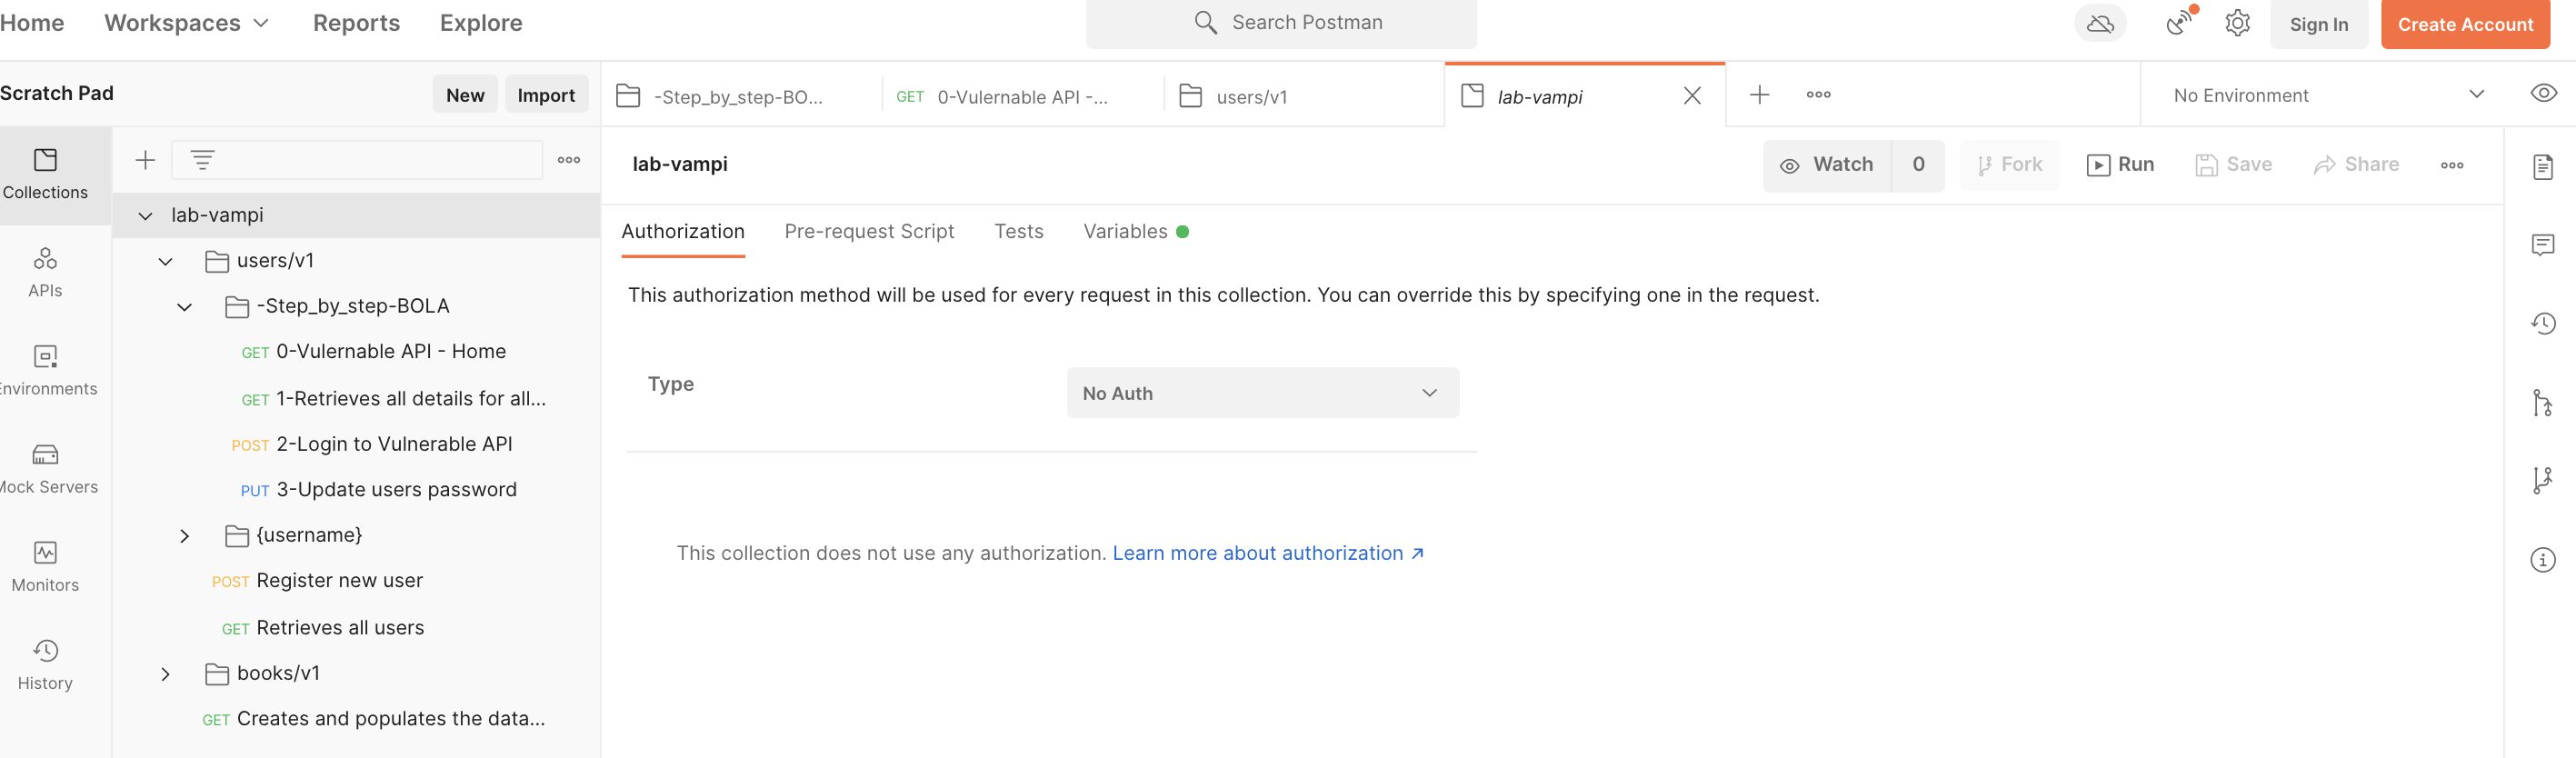 Home Workspaces Reports Explore Search Postman Sign In Create Account
Scratch Pad New Import
-Step_by_step-BO... GET 0-Vulernable API -... users/v1 lab-vampi No Environment
Collections
APIs
Environments
Mock Servers
Monitors
History
lab-vampi
users/v1
-Step_by_step-BOLA
GET 0-Vulernable API - Home
GET 1-Retrieves all details for all...
POST 2-Login to Vulnerable API
PUT 3-Update users password
{username}
POST Register new user
GET Retrieves all users
books/v1
GET Creates and populates the data...
lab-vampi Watch 0 Fork Run Save Share
Authorization Pre-request Script Tests Variables
This authorization method will be used for every request in this collection. You can override this by specifying one in the request.
Type No Auth
This collection does not use any authorization. Learn more about authorization ↗